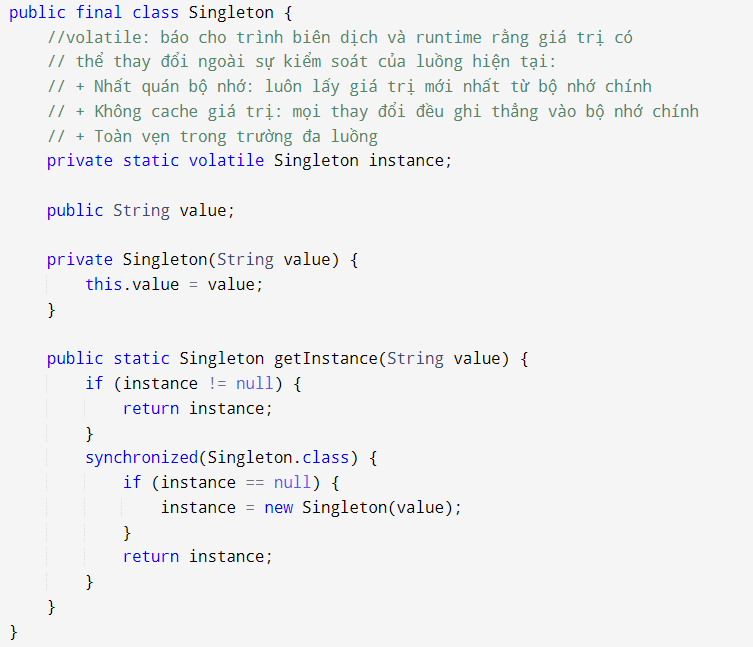 public final class Singleton {
    //volatile: báo cho trình biên dịch và runtime rằng giá trị có
    // thể thay đổi ngoài sự kiểm soát của luồng hiện tại:
    // + Nhất quán bộ nhớ: luôn lấy giá trị mới nhất từ bộ nhớ chính
    // + Không cache giá trị: mọi thay đổi đều ghi thẳng vào bộ nhớ chính
    // + Toàn vẹn trong trường đa luồng
    private static volatile Singleton instance;
    public String value;
    private Singleton(String value) {
        this.value = value;
    }
    public static Singleton getInstance(String value) {
        if (instance != null) {
            return instance;
        }
        synchronized(Singleton.class) {
            if (instance == null) {
                instance = new Singleton(value);
            }
            return instance;
        }
    }
}